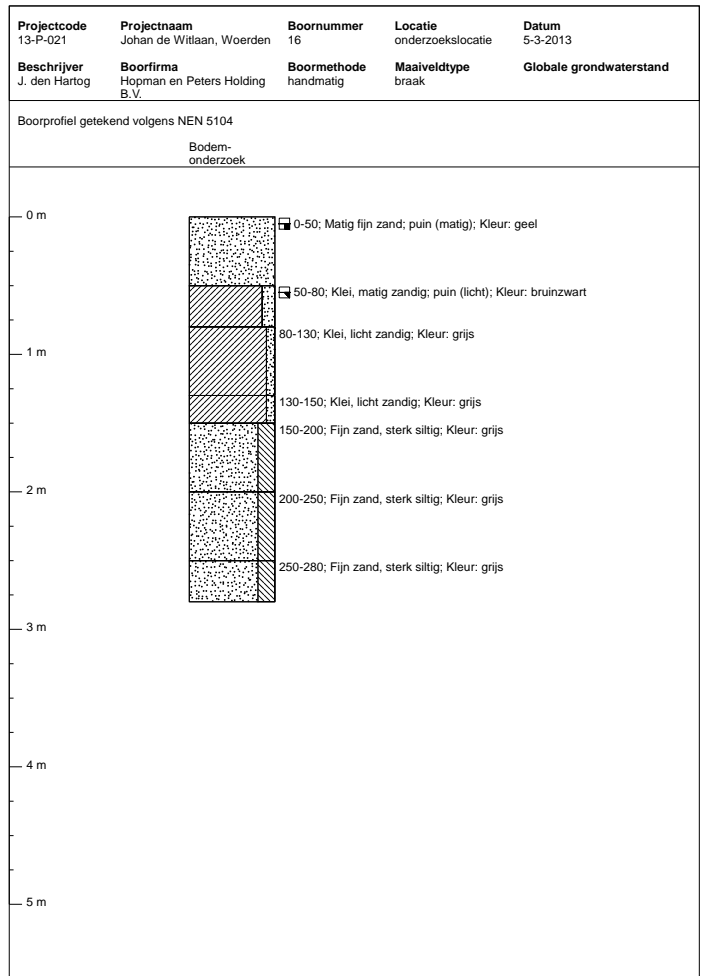 Projectcode Projectnaam Boornummer Locatie Datum
13-P-021 Johan de Witlaan, Woerden 16 onderzoekslocatie 5-3-2013
Beschrijver Boorfirma Boormethode Maaiveldtype Globale grondwaterstand
J. den Hartog Hopman en Peters Holding handmatig braak
B.V.
Boorprofiel getekend volgens NEN 5104
Bodem-
onderzoek
0 m
0-50; Matig fijn zand; puin (matig); Kleur: geel
50-80; Klei, matig zandig; puin (licht); Kleur: bruinzwart
80-130; Klei, licht zandig; Kleur: grijs
1 m
130-150; Klei, licht zandig; Kleur: grijs
150-200; Fijn zand, sterk siltig; Kleur: grijs
2 m
200-250; Fijn zand, sterk siltig; Kleur: grijs
250-280; Fijn zand, sterk siltig; Kleur: grijs
3 m
4 m
5 m